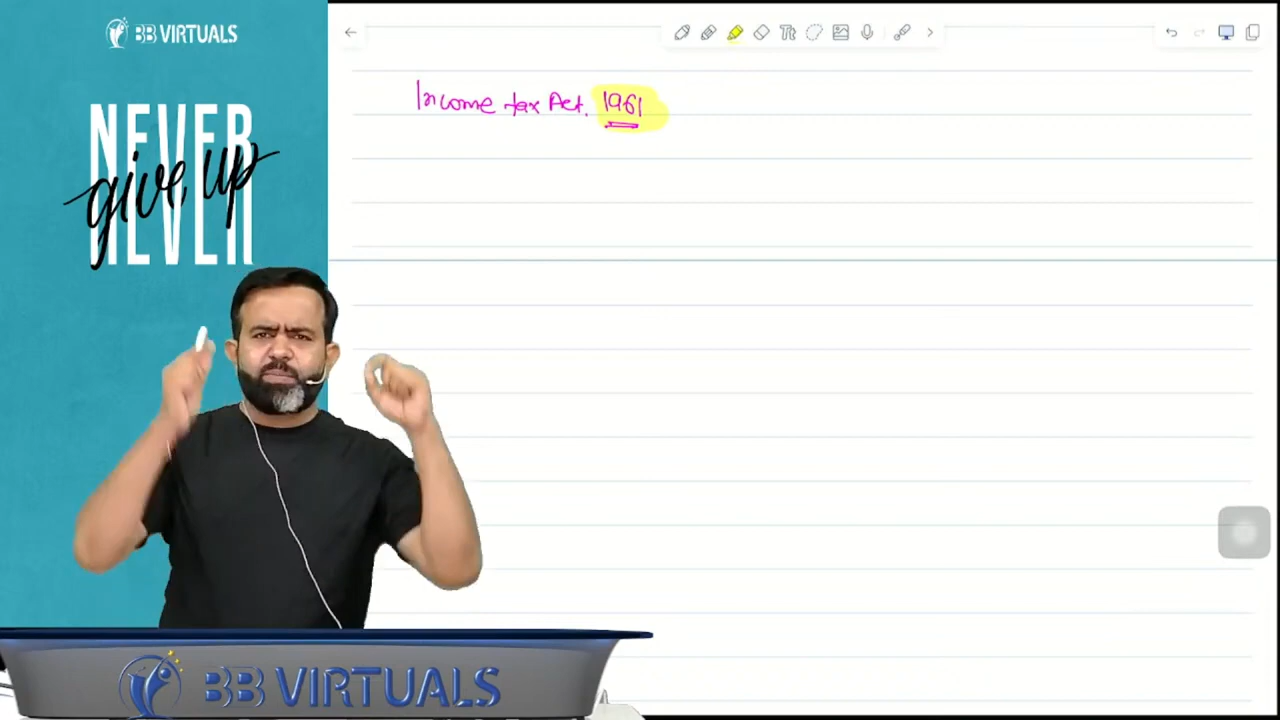 BB VIRTUALS
NEVER
give up
NEVER
Income tax Act. 1961
BB VIRTUALS